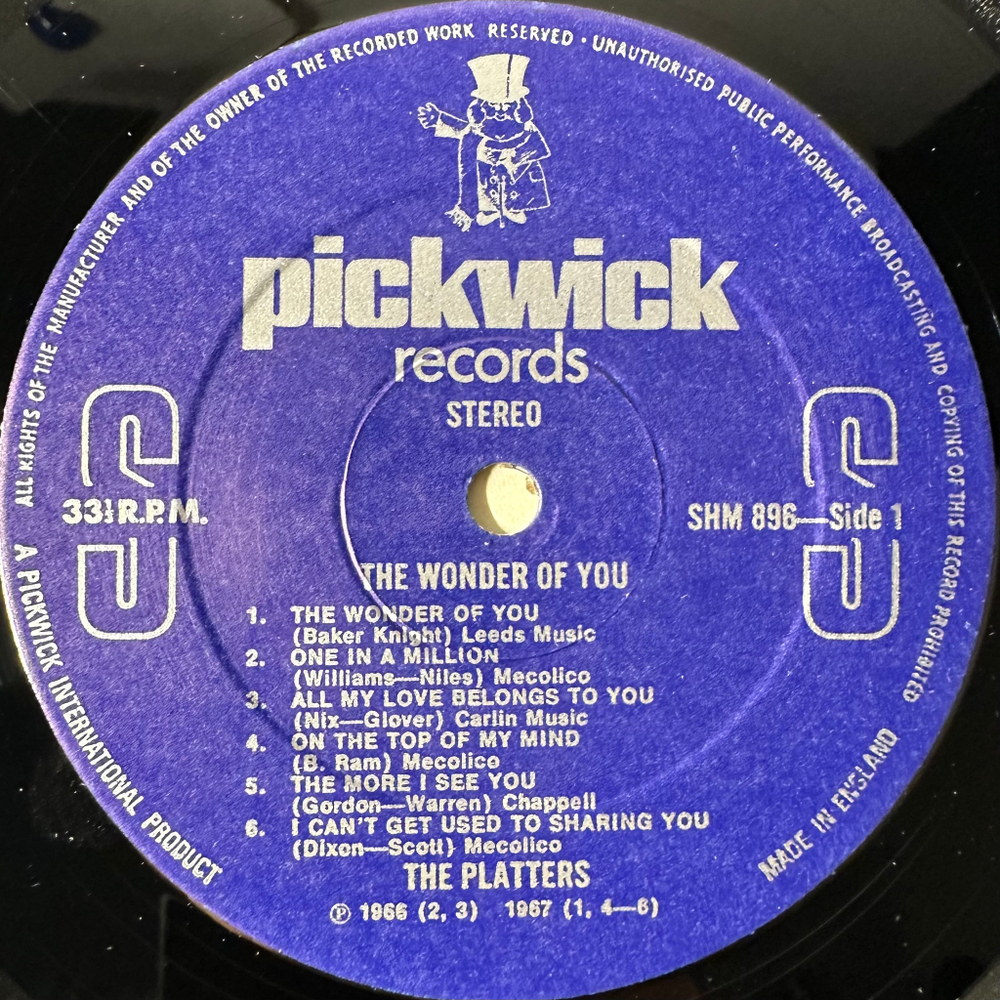 ALL RIGHTS OF THE MANUFACTURER AND OF THE OWNER OF THE RECORDED WORK RESERVED · UNAUTHORISED PUBLIC PERFORMANCE BROADCASTING AND COPYING OF THIS RECORD PROHIBITED
pickwick
records
STEREO
33⅓ R.P.M.
SHM 896—Side 1
THE WONDER OF YOU
1. THE WONDER OF YOU
(Baker Knight) Leeds Music
2. ONE IN A MILLION
(Williams—Niles) Mecolico
3. ALL MY LOVE BELONGS TO YOU
(Nix—Glover) Carlin Music
4. ON THE TOP OF MY MIND
(B. Ram) Mecolico
5. THE MORE I SEE YOU
(Gordon—Warren) Chappell
6. I CAN'T GET USED TO SHARING YOU
(Dixon—Scott) Mecolico
THE PLATTERS
℗ 1966 (2, 3) 1967 (1, 4—6)
A PICKWICK INTERNATIONAL PRODUCT
MADE IN ENGLAND